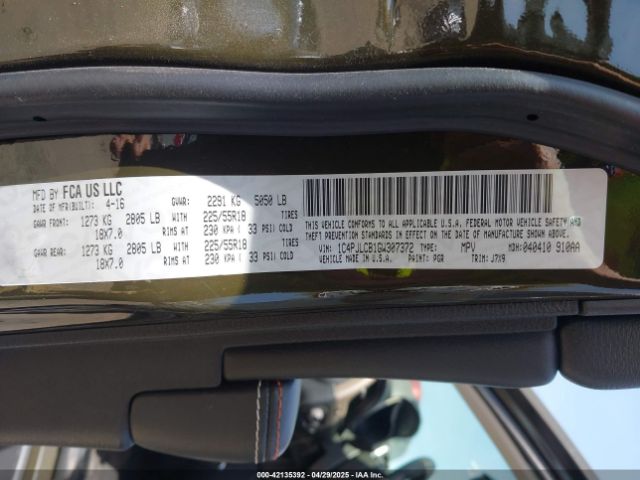 MFD BY FCA US LLC
DATE OF MFR(BUILT): 4-16 GVWR: 2291 KG 5050 LB
GAWR FRONT: 1273 KG 2805 LB WITH 225/55R18 TIRES
18X7.0 RIMS AT 230 KPA ( 33 PSI) COLD
GAWR REAR: 1273 KG 2805 LB WITH 225/55R18 TIRES
18X7.0 RIMS AT 230 KPA ( 33 PSI) COLD
THIS VEHICLE CONFORMS TO ALL APPLICABLE U.S.A. FEDERAL MOTOR VEHICLE SAFETY,
BUMPER, AND THEFT PREVENTION STANDARDS IN EFFECT ON THE DATE OF MANUFACTURE SHOWN ABOVE.
VIN: 1C4PJLCB1GW307372 TYPE: MPV MDH: 040410 910AA
VEHICLE MADE IN U.S.A. PAINT: PGR TRIM: J7X9
000-42135392 - 04/29/2025 - www.iaai.com